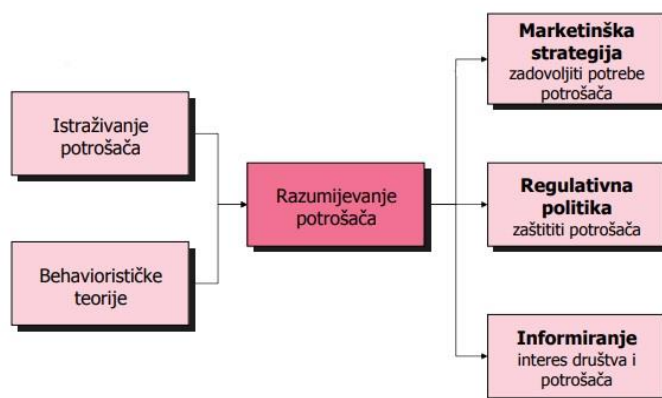 Istraživanje
potrošača
Behaviorističke
teorije
Razumijevanje
potrošača
Marketinška
strategija
zadovoljiti potrebe
potrošača
Regulativna
politika
zaštititi potrošača
Informiranje
interes društva i
potrošača